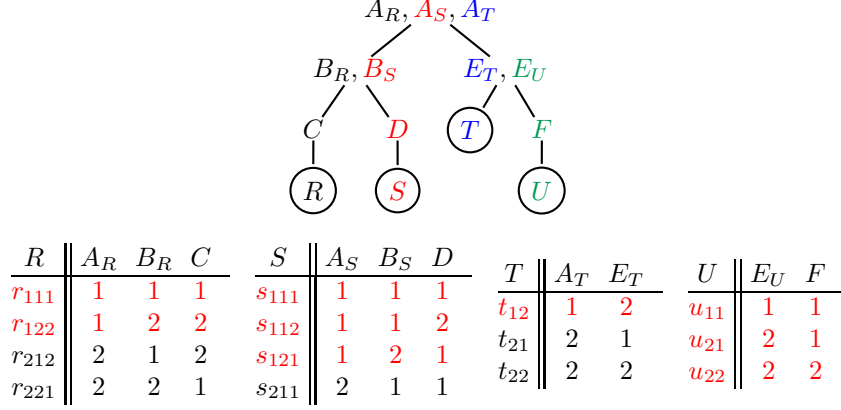 A_R, A_S, A_T
B_R, B_S E_T, E_U
C D T F
R S U
R A_R B_R C S A_S B_S D
T A_T E_T U E_U F
r_111 1 1 1 s_111 1 1 1
t_12 1 2 u_11 1 1
r_122 1 2 2 s_112 1 1 2
t_21 2 1 u_21 2 1
r_212 2 1 2 s_121 1 2 1
t_22 2 2 u_22 2 2
r_221 2 2 1 s_211 2 1 1